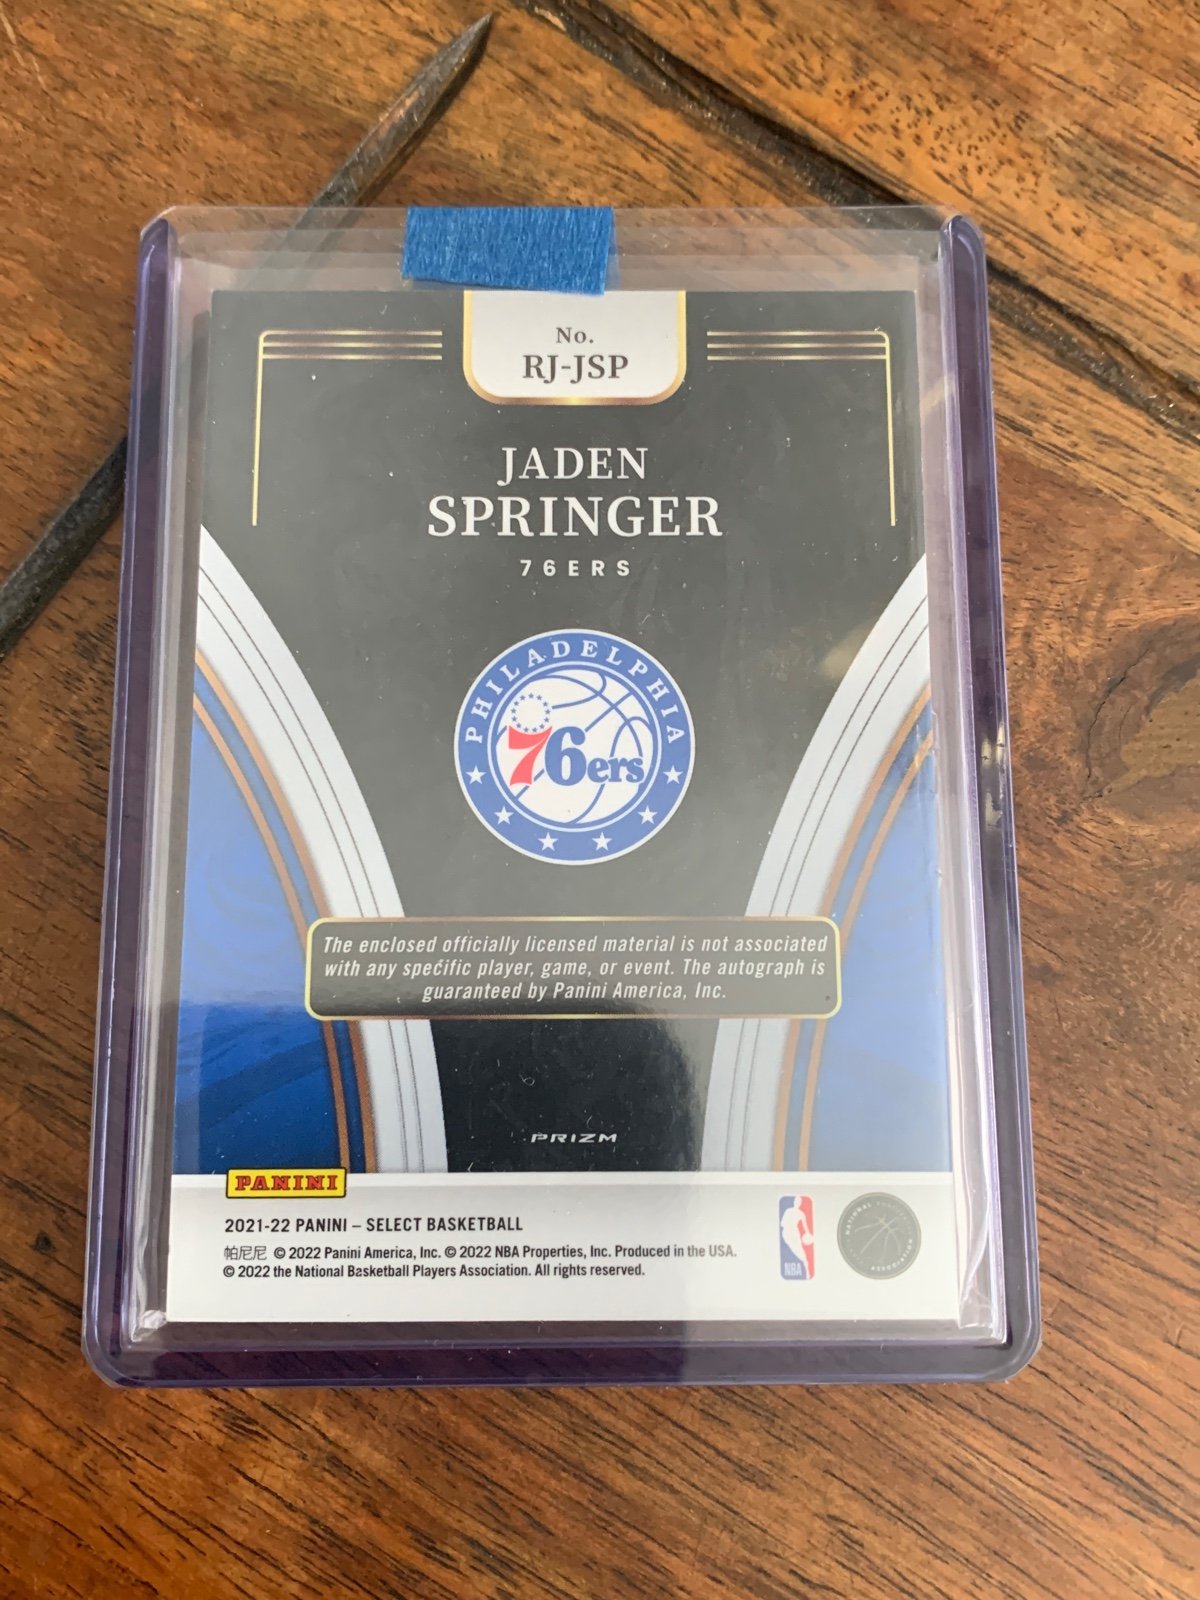 No.
RJ-JSP
JADEN
SPRINGER
76ERS
PHILADELPHIA
76ers
The enclosed officially licensed material is not associated
with any specific player, game, or event. The autograph is
guaranteed by Panini America, Inc.
PRIZM
PANINI
2021-22 PANINI – SELECT BASKETBALL
帕尼尼 © 2022 Panini America, Inc. © 2022 NBA Properties, Inc. Produced in the USA.
© 2022 the National Basketball Players Association. All rights reserved.
NBA
NATIONAL